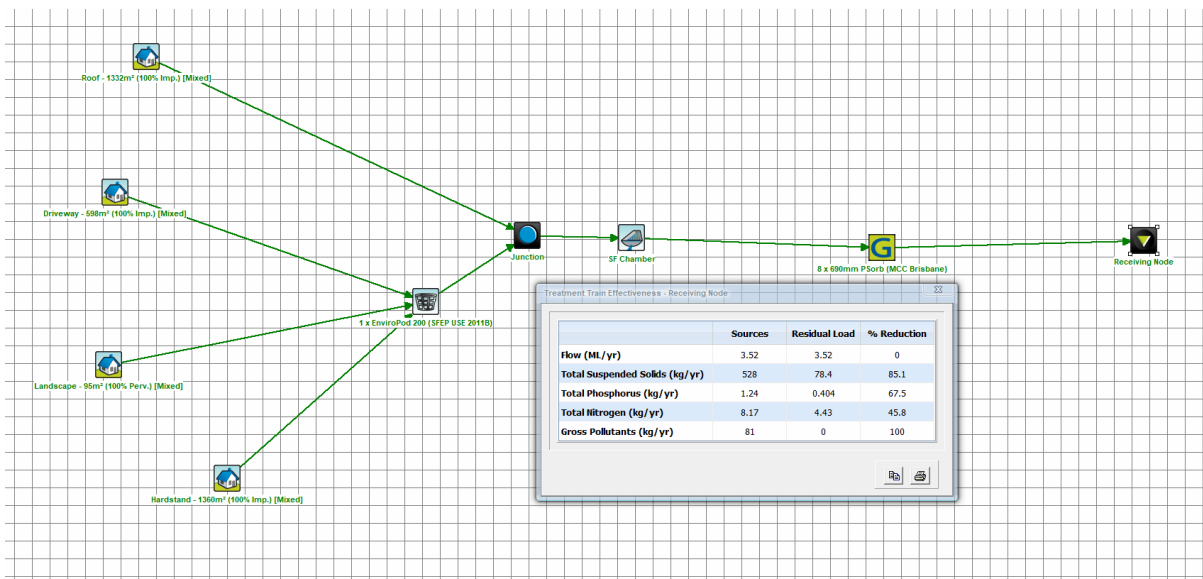 Roof - 1332m² (100% Imp.) [Mixed]
Driveway - 598m² (100% Imp.) [Mixed]
Junction
SF Chamber
G
8 x 690mm PSorb (MCC Brisbane)
Receiving Node
1 x EnviroPod 200 (SFEP USE 2011B)
Landscape - 95m² (100% Perv.) [Mixed]
Hardstand - 1360m² (100% Imp.) [Mixed]
Treatment Train Effectiveness - Receiving Node
Sources Residual Load % Reduction
Flow (ML/yr) 3.52 3.52 0
Total Suspended Solids (kg/yr) 528 78.4 85.1
Total Phosphorus (kg/yr) 1.24 0.404 67.5
Total Nitrogen (kg/yr) 8.17 4.43 45.8
Gross Pollutants (kg/yr) 81 0 100